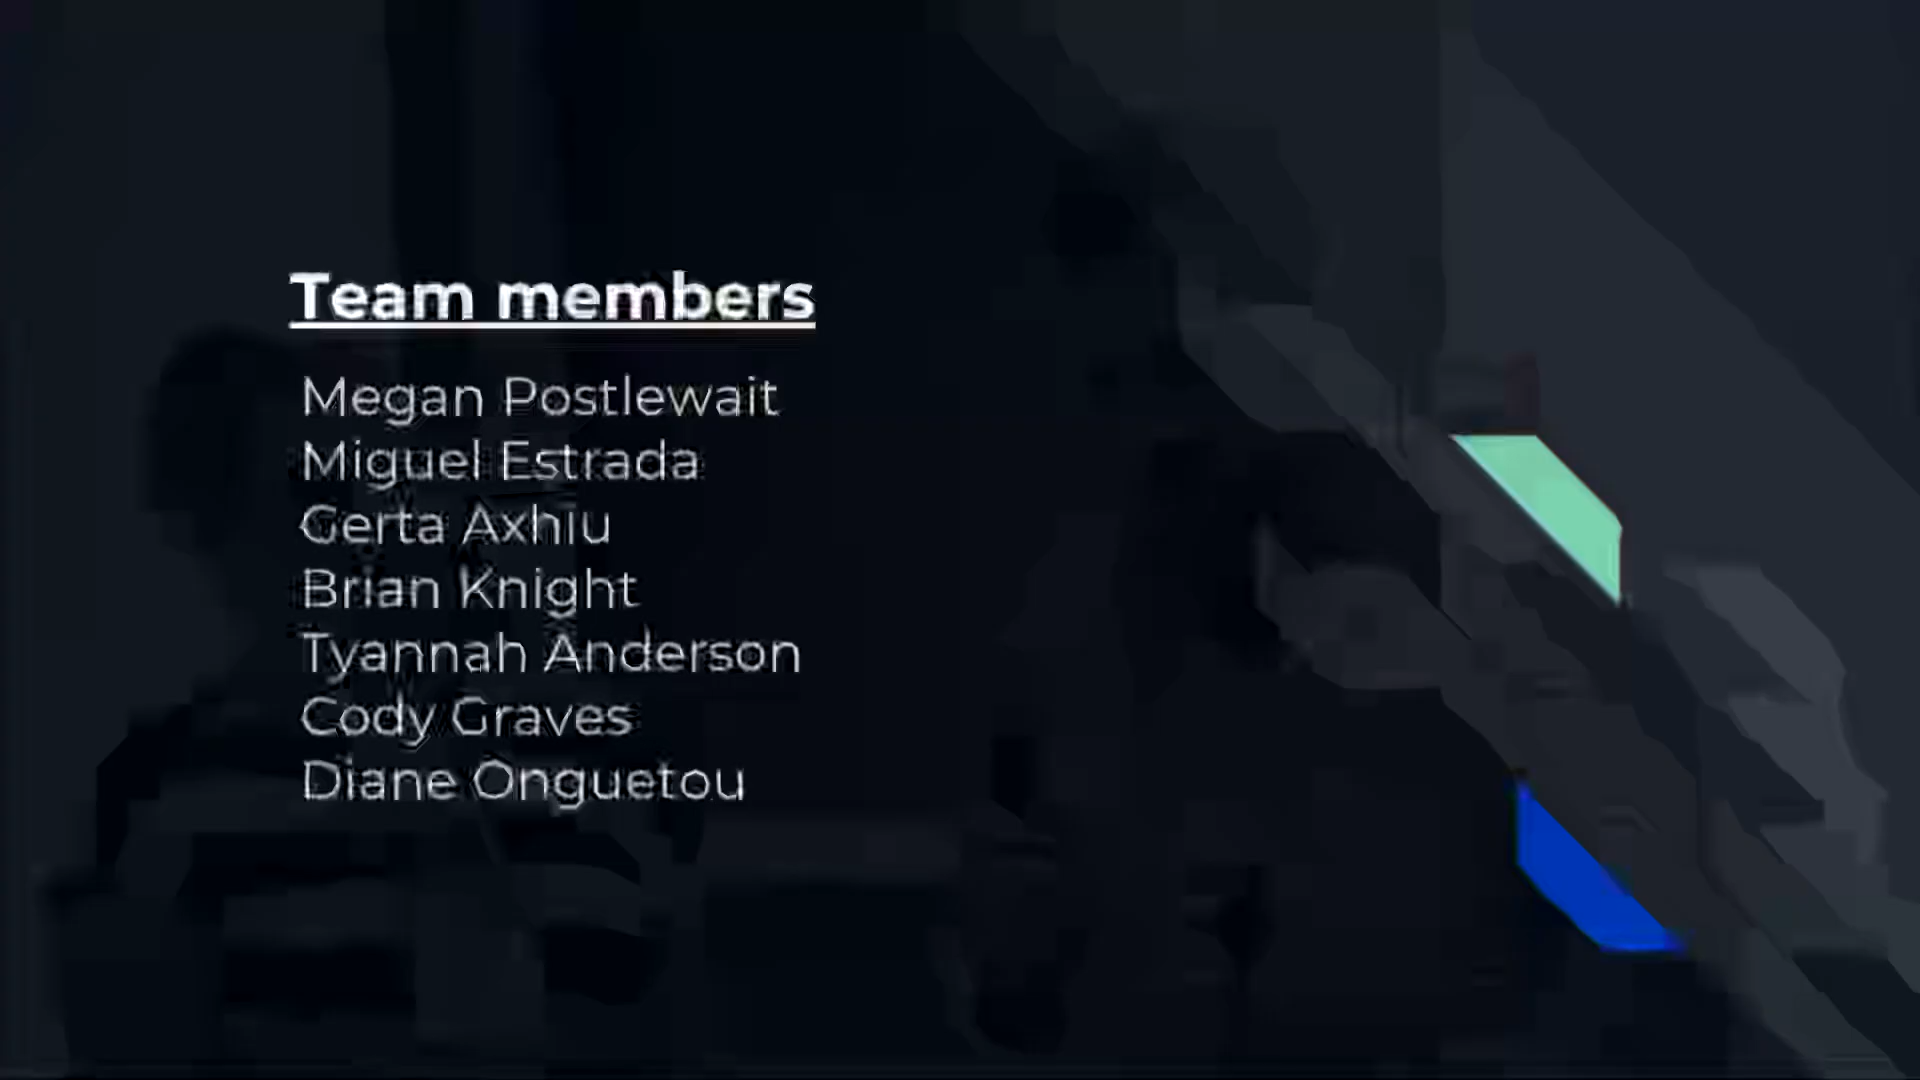 Team members
Megan Postlewait
Miguel Estrada
Gerta Axhiu
Brian Knight
Tyannah Anderson
Cody Graves
Diane Onguetou